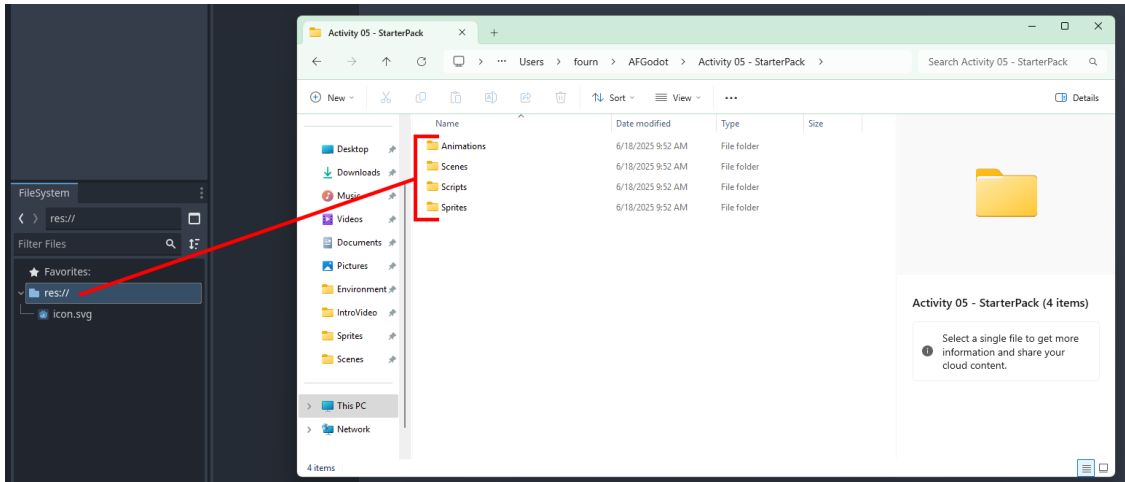 FileSystem
res://
Filter Files
Favorites:
res://
icon.svg
Activity 05 - StarterPack
Users > fourn > AFGodot > Activity 05 - StarterPack >
Search Activity 05 - StarterPack
New
Sort
View
Details
Name Date modified Type Size
Desktop
Downloads
Music
Videos
Documents
Pictures
Environment
IntroVideo
Sprites
Scenes
This PC
Network
Animations 6/18/2025 9:52 AM File folder
Scenes 6/18/2025 9:52 AM File folder
Scripts 6/18/2025 9:52 AM File folder
Sprites 6/18/2025 9:52 AM File folder
Activity 05 - StarterPack (4 items)
Select a single file to get more
information and share your
cloud content.
4 items